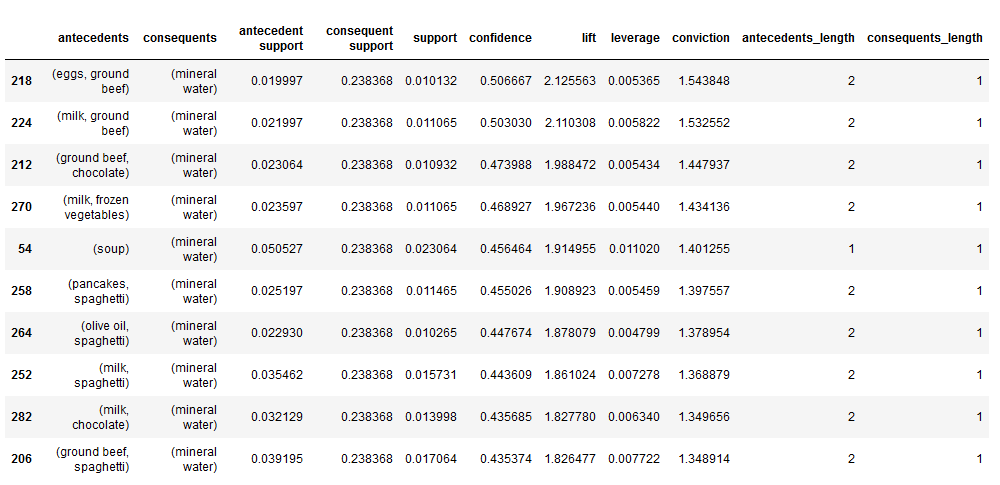 antecedents consequents antecedent support consequent support support confidence lift leverage conviction antecedents_length consequents_length
218 (eggs, ground beef) (mineral water) 0.019997 0.238368 0.010132 0.506667 2.125563 0.005365 1.543848 2 1
224 (milk, ground beef) (mineral water) 0.021997 0.238368 0.011065 0.503030 2.110308 0.005822 1.532552 2 1
212 (ground beef, chocolate) (mineral water) 0.023064 0.238368 0.010932 0.473988 1.988472 0.005434 1.447937 2 1
270 (milk, frozen vegetables) (mineral water) 0.023597 0.238368 0.011065 0.468927 1.967236 0.005440 1.434136 2 1
54 (soup) (mineral water) 0.050527 0.238368 0.023064 0.456464 1.914955 0.011020 1.401255 1 1
258 (pancakes, spaghetti) (mineral water) 0.025197 0.238368 0.011465 0.455026 1.908923 0.005459 1.397557 2 1
264 (olive oil, spaghetti) (mineral water) 0.022930 0.238368 0.010265 0.447674 1.878079 0.004799 1.378954 2 1
252 (milk, spaghetti) (mineral water) 0.035462 0.238368 0.015731 0.443609 1.861024 0.007278 1.368879 2 1
282 (milk, chocolate) (mineral water) 0.032129 0.238368 0.013998 0.435685 1.827780 0.006340 1.349656 2 1
206 (ground beef, spaghetti) (mineral water) 0.039195 0.238368 0.017064 0.435374 1.826477 0.007722 1.348914 2 1